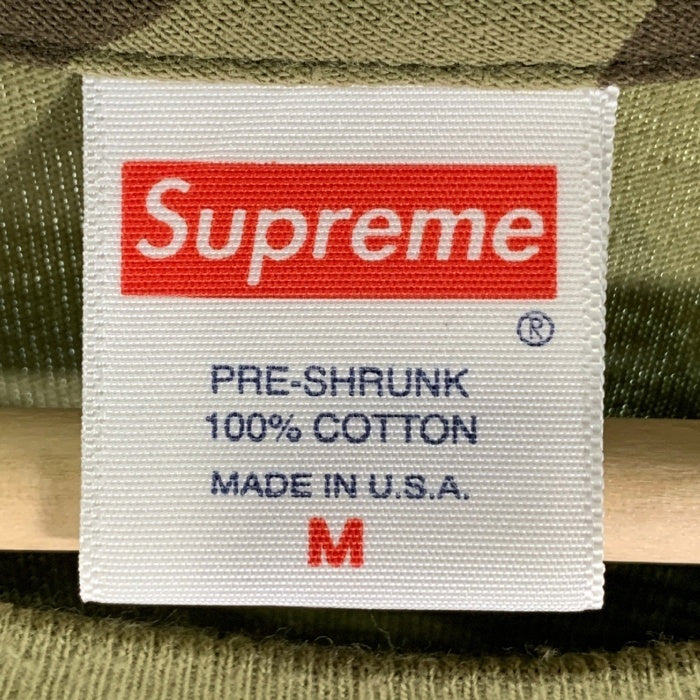 Supreme
®
PRE-SHRUNK
100% COTTON
MADE IN U.S.A.
M